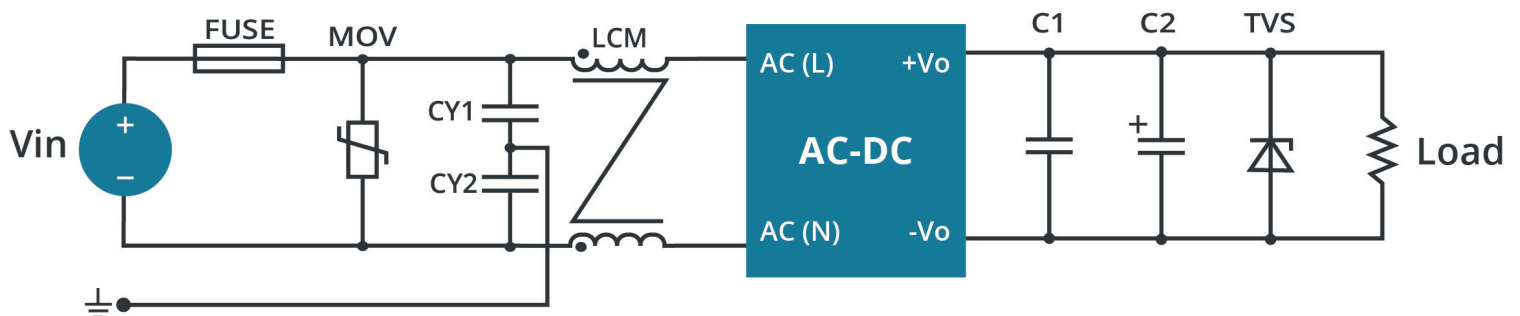 FUSE
MOV
LCM
C1
C2
TVS
AC (L)
+Vo
CY1
+
+
Vin
AC-DC
Load
−
CY2
AC (N)
-Vo